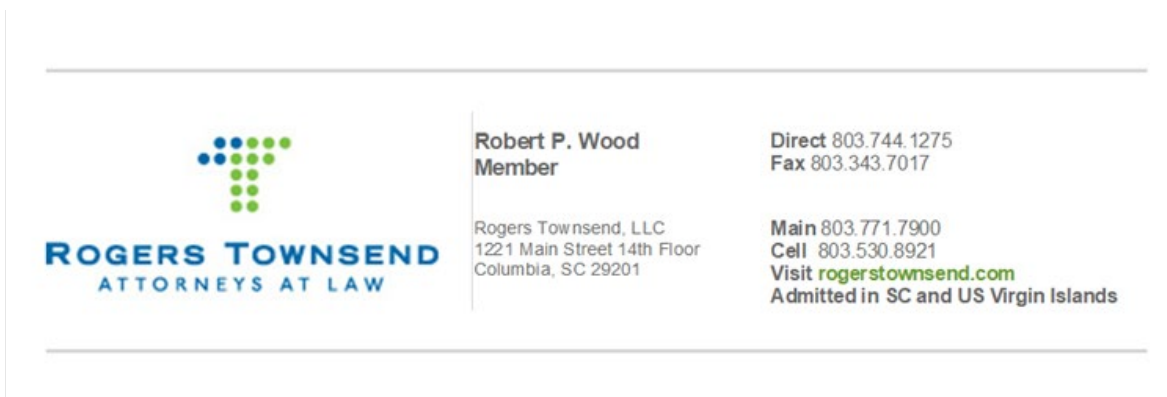 ROGERS TOWNSEND
ATTORNEYS AT LAW
Robert P. Wood
Member
Rogers Townsend, LLC
1221 Main Street 14th Floor
Columbia, SC 29201
Direct 803.744.1275
Fax 803.343.7017
Main 803.771.7900
Cell 803.530.8921
Visit rogerstownsend.com
Admitted in SC and US Virgin Islands